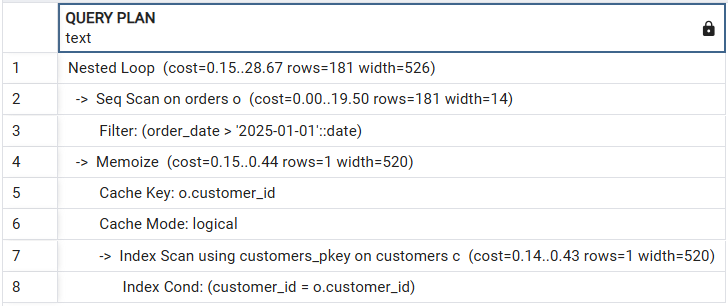 QUERY PLAN
text
1 Nested Loop (cost=0.15..28.67 rows=181 width=526)
2 -> Seq Scan on orders o (cost=0.00..19.50 rows=181 width=14)
3 Filter: (order_date > '2025-01-01'::date)
4 -> Memoize (cost=0.15..0.44 rows=1 width=520)
5 Cache Key: o.customer_id
6 Cache Mode: logical
7 -> Index Scan using customers_pkey on customers c (cost=0.14..0.43 rows=1 width=520)
8 Index Cond: (customer_id = o.customer_id)